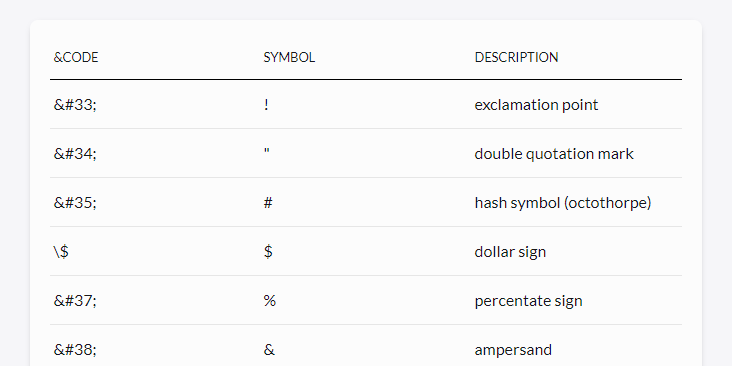 &CODE SYMBOL DESCRIPTION
&#33; ! exclamation point
&#34; " double quotation mark
&#35; # hash symbol (octothorpe)
\$ $ dollar sign
&#37; % percentate sign
&#38; & ampersand